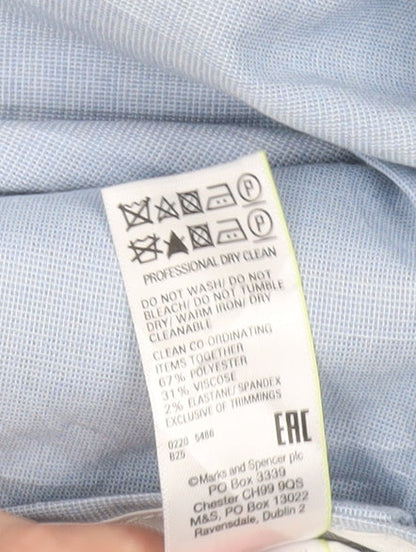 P
P
PROFESSIONAL DRY CLEAN
DO NOT WASH/ DO NOT
BLEACH/ DO NOT TUMBLE
DRY/ WARM IRON/ DRY
CLEANABLE
CLEAN CO ORDINATING
ITEMS TOGETHER
67% POLYESTER
31% VISCOSE
2% ELASTANE/SPANDEX
EXCLUSIVE OF TRIMMINGS
0220 5486
B25
EAC
©Marks and Spencer plc
PO Box 3339
Chester CH99 9QS
M&S, PO Box 13022
Ravensdale, Dublin 2